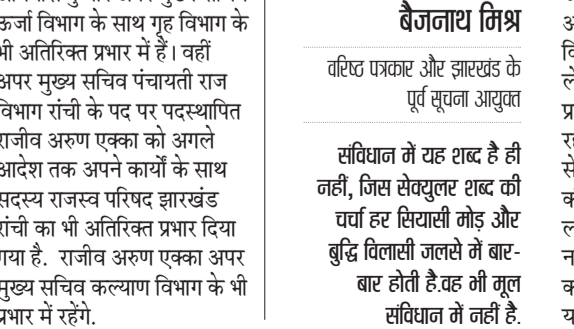 ऊर्जा विभाग के साथ गृह विभाग के
भी अतिरिक्त प्रभार में हैं। वहीं
अपर मुख्य सचिव पंचायती राज
विभाग रांची के पद पर पदस्थापित
राजीव अरुण एक्का को अगले
आदेश तक अपने कार्यों के साथ
सदस्य राजस्व परिषद झारखंड
रांची का भी अतिरिक्त प्रभार दिया
गया है. राजीव अरुण एक्का अपर
मुख्य सचिव कल्याण विभाग के भी
प्रभार में रहेंगे.
बैजनाथ मिश्र
वरिष्ठ पत्रकार और झारखंड के
पूर्व सूचना आयुक्त
संविधान में यह शब्द है ही
नहीं, जिस सेक्युलर शब्द की
चर्चा हर सियासी मोड़ और
बुद्धि विलासी जलसे में बार-
बार होती है.वह भी मूल
संविधान में नहीं है.